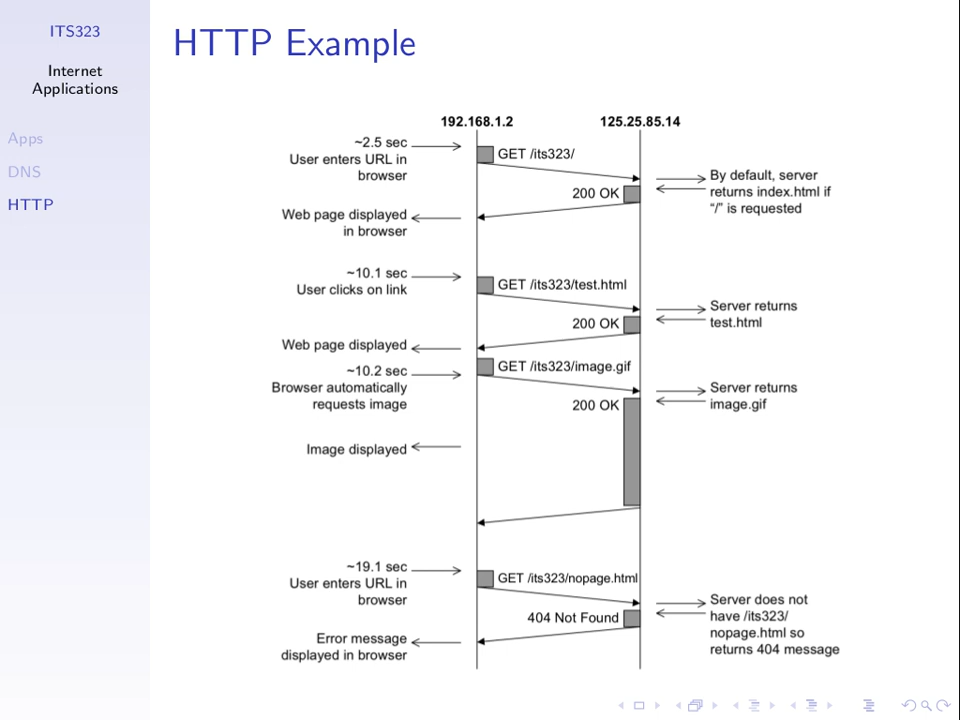 ITS323
Internet
Applications
Apps
DNS
HTTP
HTTP Example
192.168.1.2
125.25.85.14
~2.5 sec
User enters URL in
browser
GET /its323/
200 OK
By default, server
returns index.html if
“/” is requested
Web page displayed
in browser
~10.1 sec
User clicks on link
GET /its323/test.html
200 OK
Server returns
test.html
Web page displayed
~10.2 sec
Browser automatically
requests image
GET /its323/image.gif
200 OK
Server returns
image.gif
Image displayed
~19.1 sec
User enters URL in
browser
GET /its323/nopage.html
404 Not Found
Server does not
have /its323/
nopage.html so
returns 404 message
Error message
displayed in browser